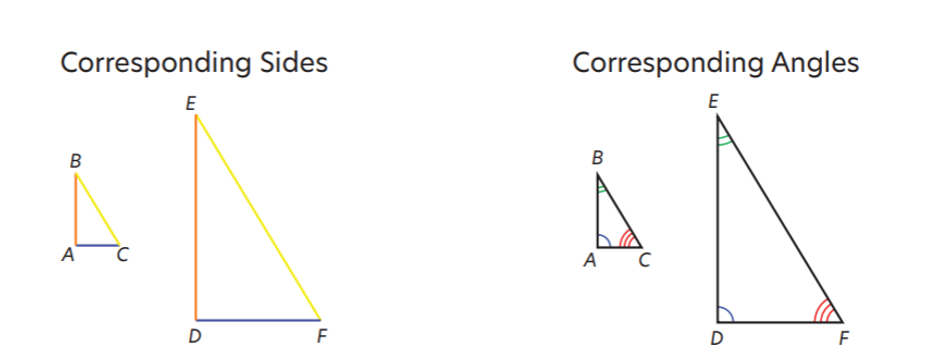 Corresponding Sides
E
B
A
C
D
F
Corresponding Angles
E
B
A
C
D
F